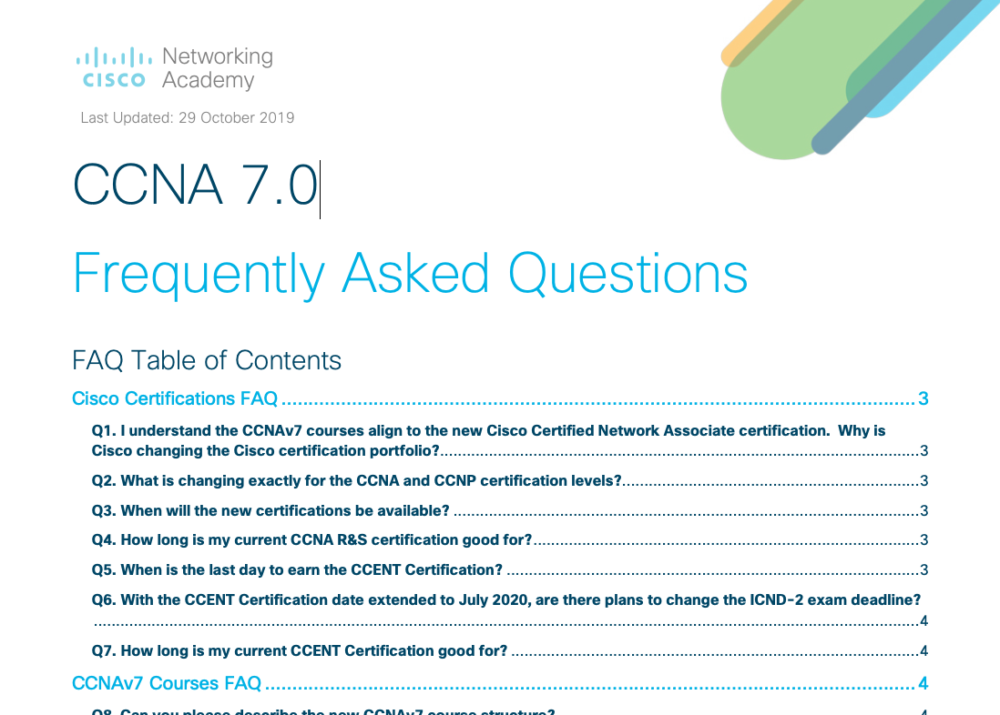 Networking
CISCO Academy
Last Updated: 29 October 2019
CCNA 7.0
Frequently Asked Questions
FAQ Table of Contents
Cisco Certifications FAQ ........................................................................................................................ 3
Q1. I understand the CCNAv7 courses align to the new Cisco Certified Network Associate certification.  Why is
Cisco changing the Cisco certification portfolio?........................................................................................................................3
Q2. What is changing exactly for the CCNA and CCNP certification levels?........................................................................3
Q3. When will the new certifications be available? ........................................................................................................................3
Q4. How long is my current CCNA R&S certification good for?................................................................................................3
Q5. When is the last day to earn the CCENT Certification? ........................................................................................................3
Q6. With the CCENT Certification date extended to July 2020, are there plans to change the ICND-2 exam deadline?
........................................................................................................................................................................................................4
Q7. How long is my current CCENT Certification good for? ........................................................................................................4
CCNAv7 Courses FAQ ........................................................................................................................ 4
Q8. Can you please describe the new CCNAv7 course structure?................................................................................................4